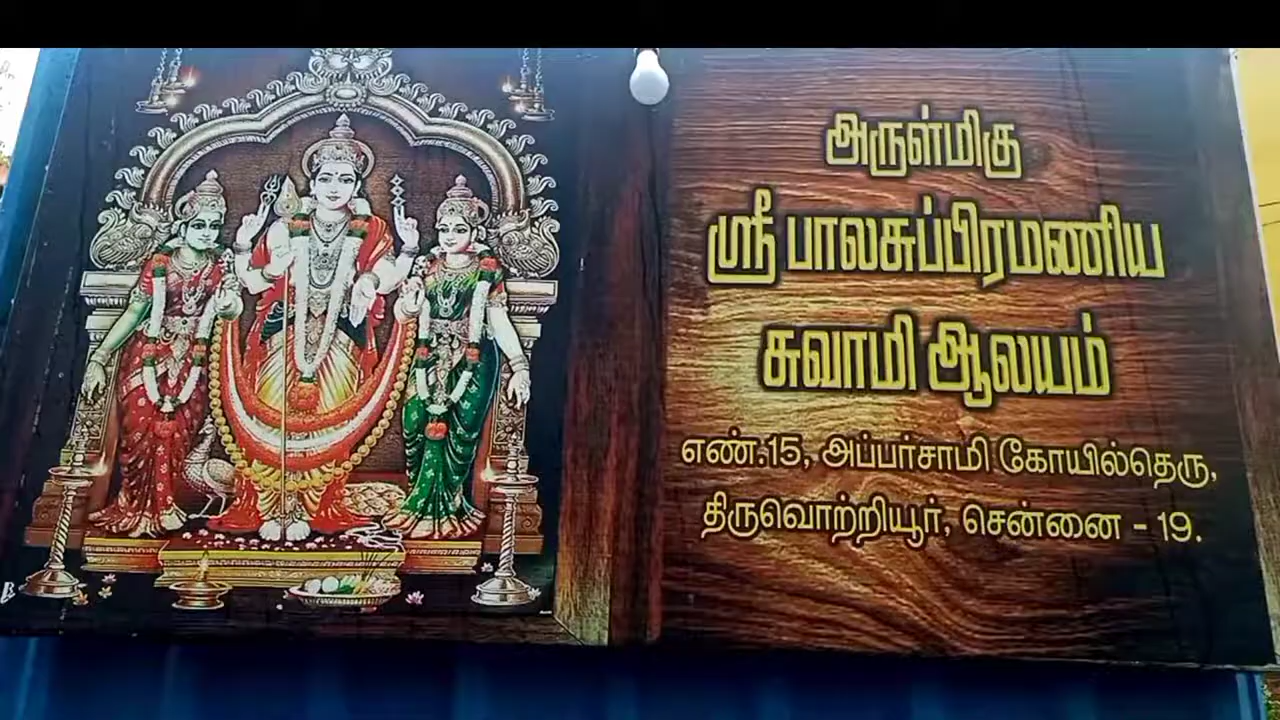 அருள்மிகு
ஸ்ரீ பாலசுப்பிரமணிய
சுவாமி ஆலயம்
எண்.15, அப்பர்சாமி கோயில்தெரு,
திருவொற்றியூர், சென்னை - 19.